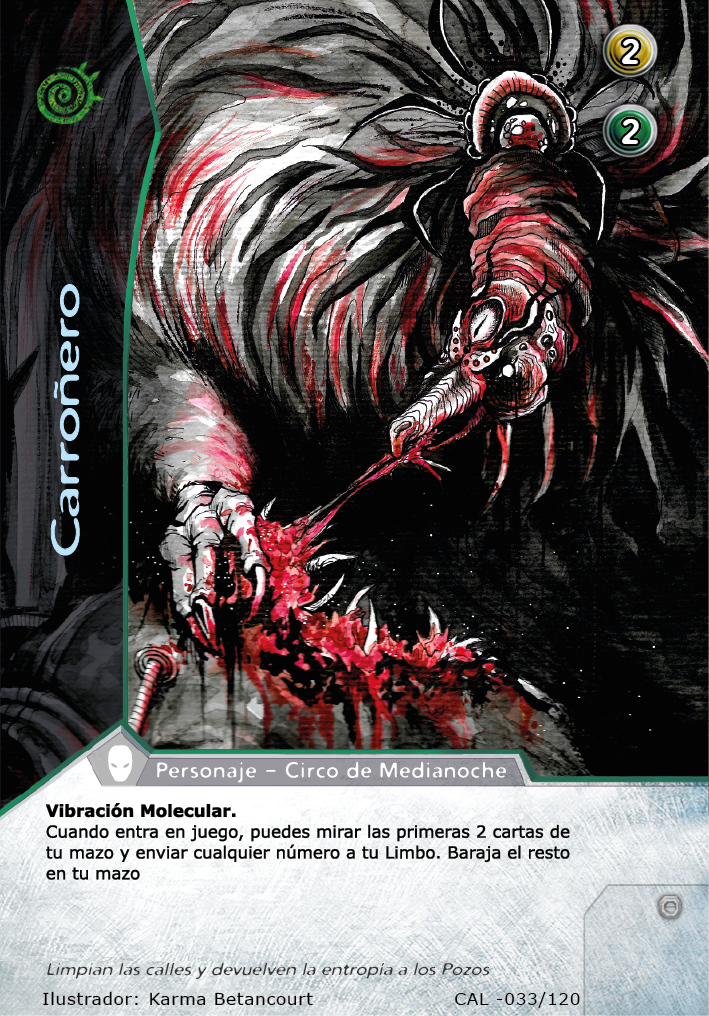 2
2
Carroñero
Personaje - Circo de Medianoche
Vibración Molecular.
Cuando entra en juego, puedes mirar las primeras 2 cartas de
tu mazo y enviar cualquier número a tu Limbo. Baraja el resto
en tu mazo
Limpian las calles y devuelven la entropia a los Pozos
Ilustrador: Karma Betancourt CAL -033/120